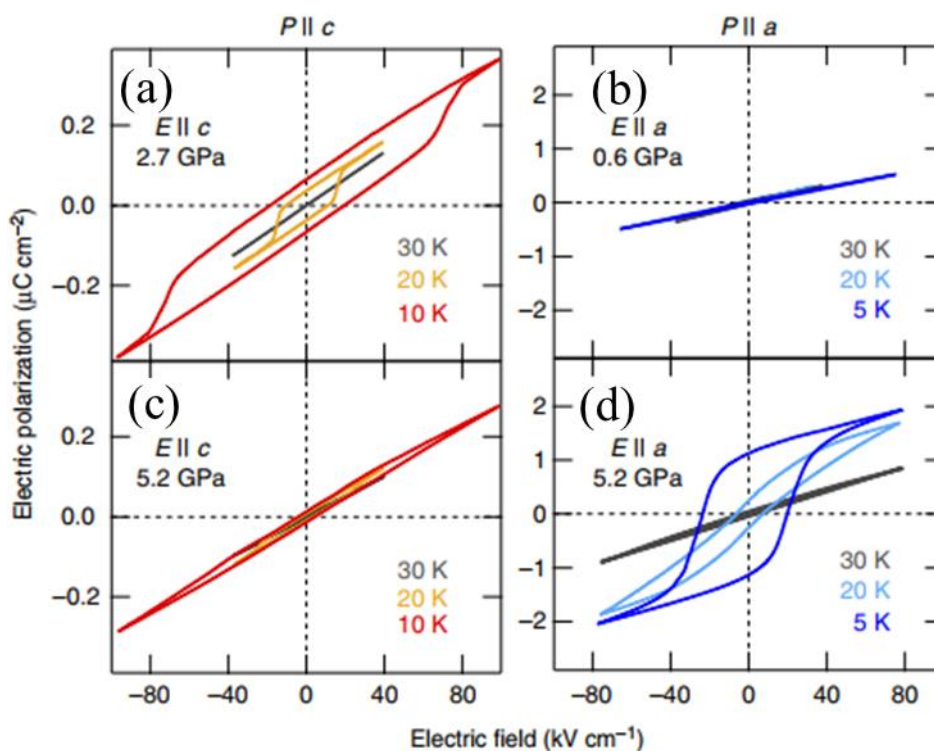 P || c
P || a
(a)
E || c
2.7 GPa
30 K
20 K
10 K
0.2
0.0
−0.2
(b)
E || a
0.6 GPa
30 K
20 K
5 K
2
1
0
−1
−2
(c)
E || c
5.2 GPa
30 K
20 K
10 K
0.2
0.0
−0.2
(d)
E || a
5.2 GPa
30 K
20 K
5 K
2
1
0
−1
−2
−80 −40 0 40 80
−80 −40 0 40 80
Electric polarization (μC cm⁻²)
Electric field (kV cm⁻¹)